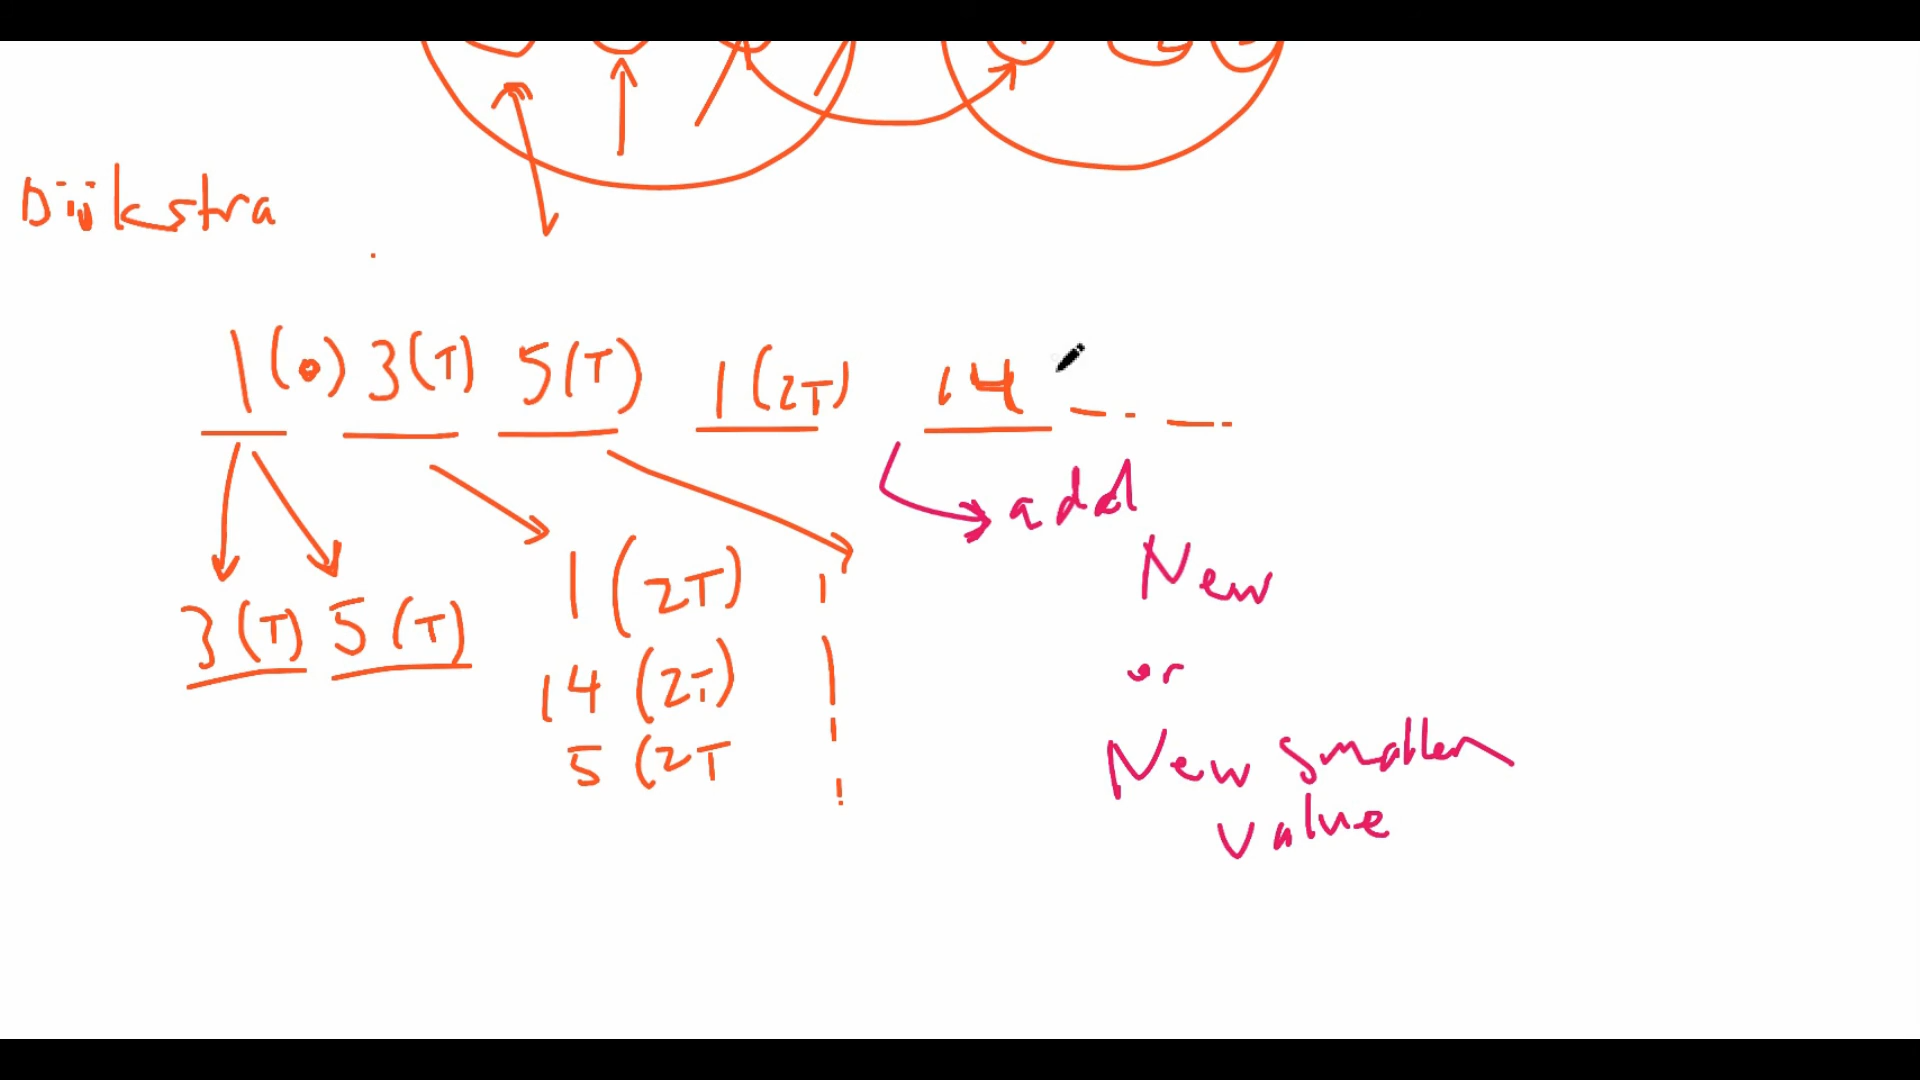 Dijkstra
1(0) 3(T) 5(T) 1(2T) 14
add
New
or
New smaller
value
3(T) 5(T)
1(2T)
14(2T)
5(2T